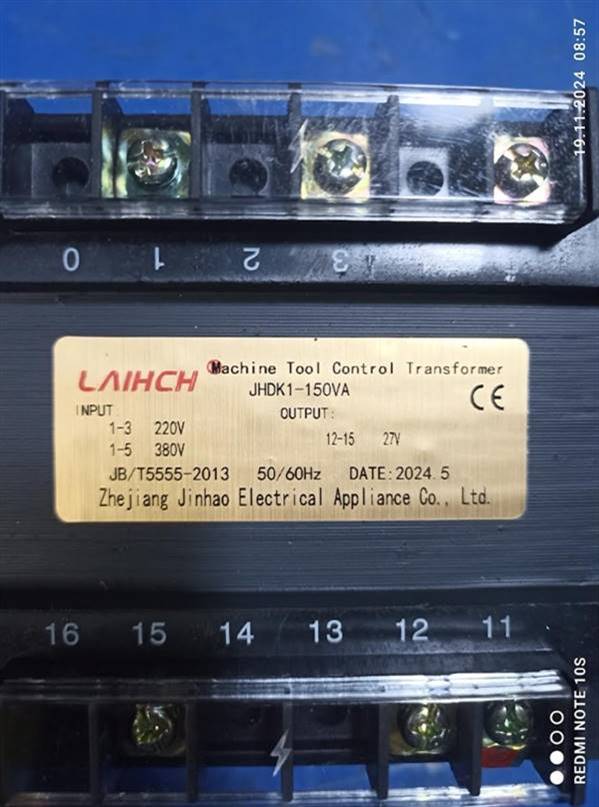 19.11.2024 08:57
0 1 2 3
LAIHCH Machine Tool Control Transformer
JHDK1-150VA
CE
INPUT: OUTPUT:
1-3 220V
12-15 27V
1-5 380V
JB/T5555-2013 50/60Hz DATE:2024.5
Zhejiang Jinhao Electrical Appliance Co., Ltd.
16 15 14 13 12 11
REDMI NOTE 10S